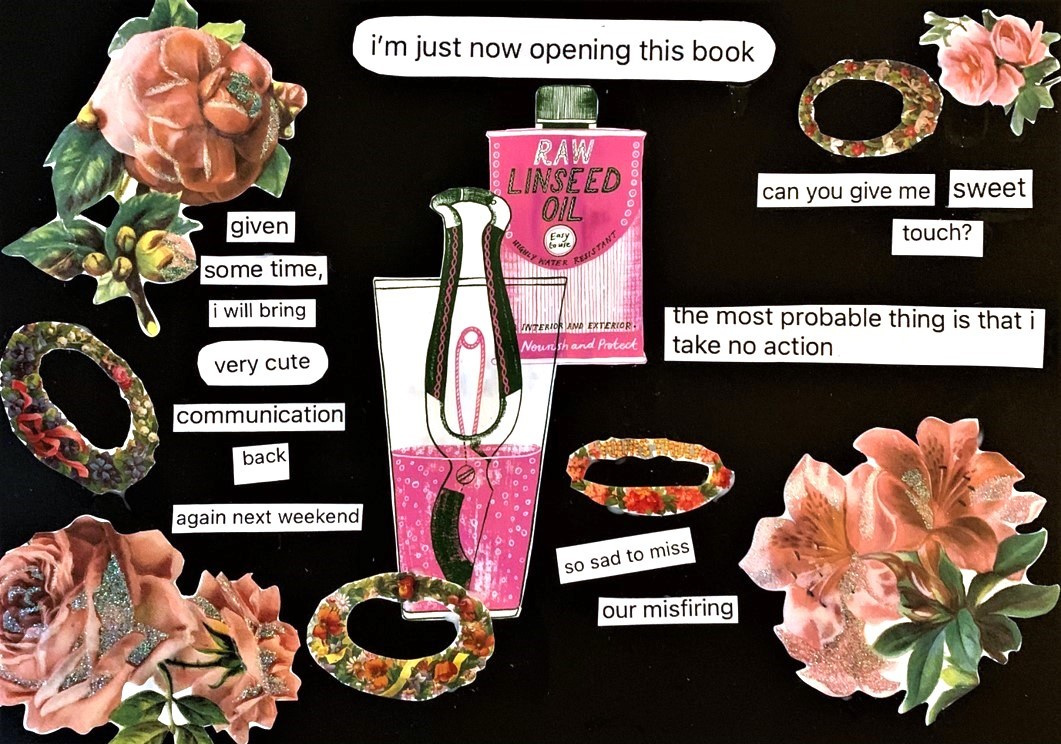 i'm just now opening this book
RAW
LINSEED
OIL
Easy
to use
HIGHLY WATER RESISTANT
INTERIOR AND EXTERIOR.
Nourish and Protect
can you give me sweet
touch?
given
some time,
i will bring
very cute
communication
back
again next weekend
the most probable thing is that i
take no action
so sad to miss
our misfiring